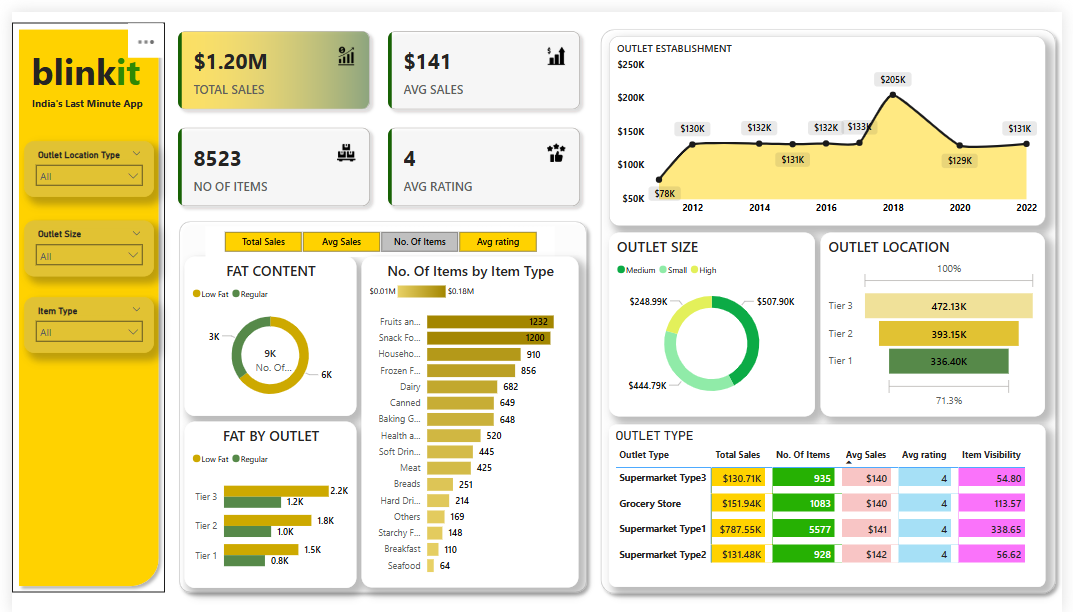 blinkit
India's Last Minute App
Outlet Location Type
All
Outlet Size
All
Item Type
All
$1.20M
TOTAL SALES
$141
AVG SALES
8523
NO OF ITEMS
4
AVG RATING
Total Sales Avg Sales No. Of Items Avg rating
FAT CONTENT
Low Fat Regular
3K
9K
No. Of...
6K
FAT BY OUTLET
Low Fat Regular
Tier 3 2.2K
1.2K
Tier 2 1.8K
1.0K
Tier 1 1.5K
0.8K
No. Of Items by Item Type
$0.01M $0.18M
Fruits an... 1232
Snack Fo... 1200
Househo... 910
Frozen F... 856
Dairy 682
Canned 649
Baking G... 648
Health a... 520
Soft Drin... 445
Meat 425
Breads 251
Hard Dri... 214
Others 169
Starchy F... 148
Breakfast 110
Seafood 64
OUTLET ESTABLISHMENT
$250K
$200K
$150K
$100K
$50K
$78K
$130K
$132K
$131K
$132K
$133K
$205K
$129K
$131K
2012 2014 2016 2018 2020 2022
OUTLET SIZE
Medium Small High
$248.99K
$507.90K
$444.79K
OUTLET LOCATION
100%
Tier 3 472.13K
Tier 2 393.15K
Tier 1 336.40K
71.3%
OUTLET TYPE
Outlet Type Total Sales No. Of Items Avg Sales Avg rating Item Visibility
Supermarket Type3 $130.71K 935 $140 4 54.80
Grocery Store $151.94K 1083 $140 4 113.57
Supermarket Type1 $787.55K 5577 $141 4 338.65
Supermarket Type2 $131.48K 928 $142 4 56.62